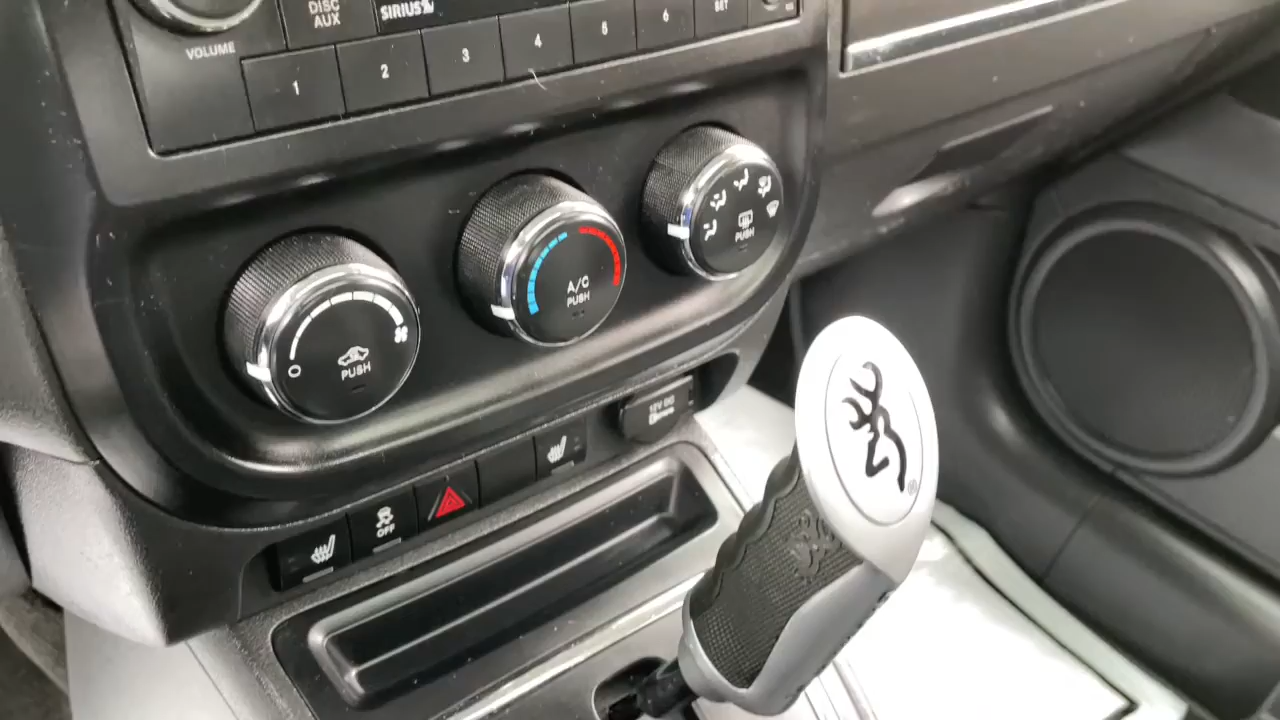 DISC
AUX
SIRIUS
SET
VOLUME
1
2
3
4
5
6
PUSH
A/C
PUSH
PUSH
O
12V DC
OFF
®